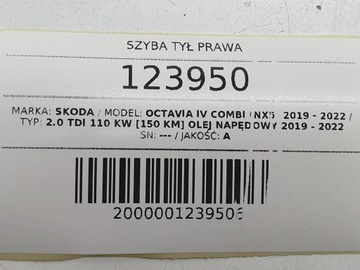 SZYBA TYŁ PRAWA
123950
MARKA: SKODA / MODEL: OCTAVIA IV COMBI (NX5) 2019 - 2022 /
TYP: 2.0 TDI 110 KW [150 KM] OLEJ NAPĘDOWY 2019 - 2022
SN: --- / JAKOŚĆ: A
200000123950